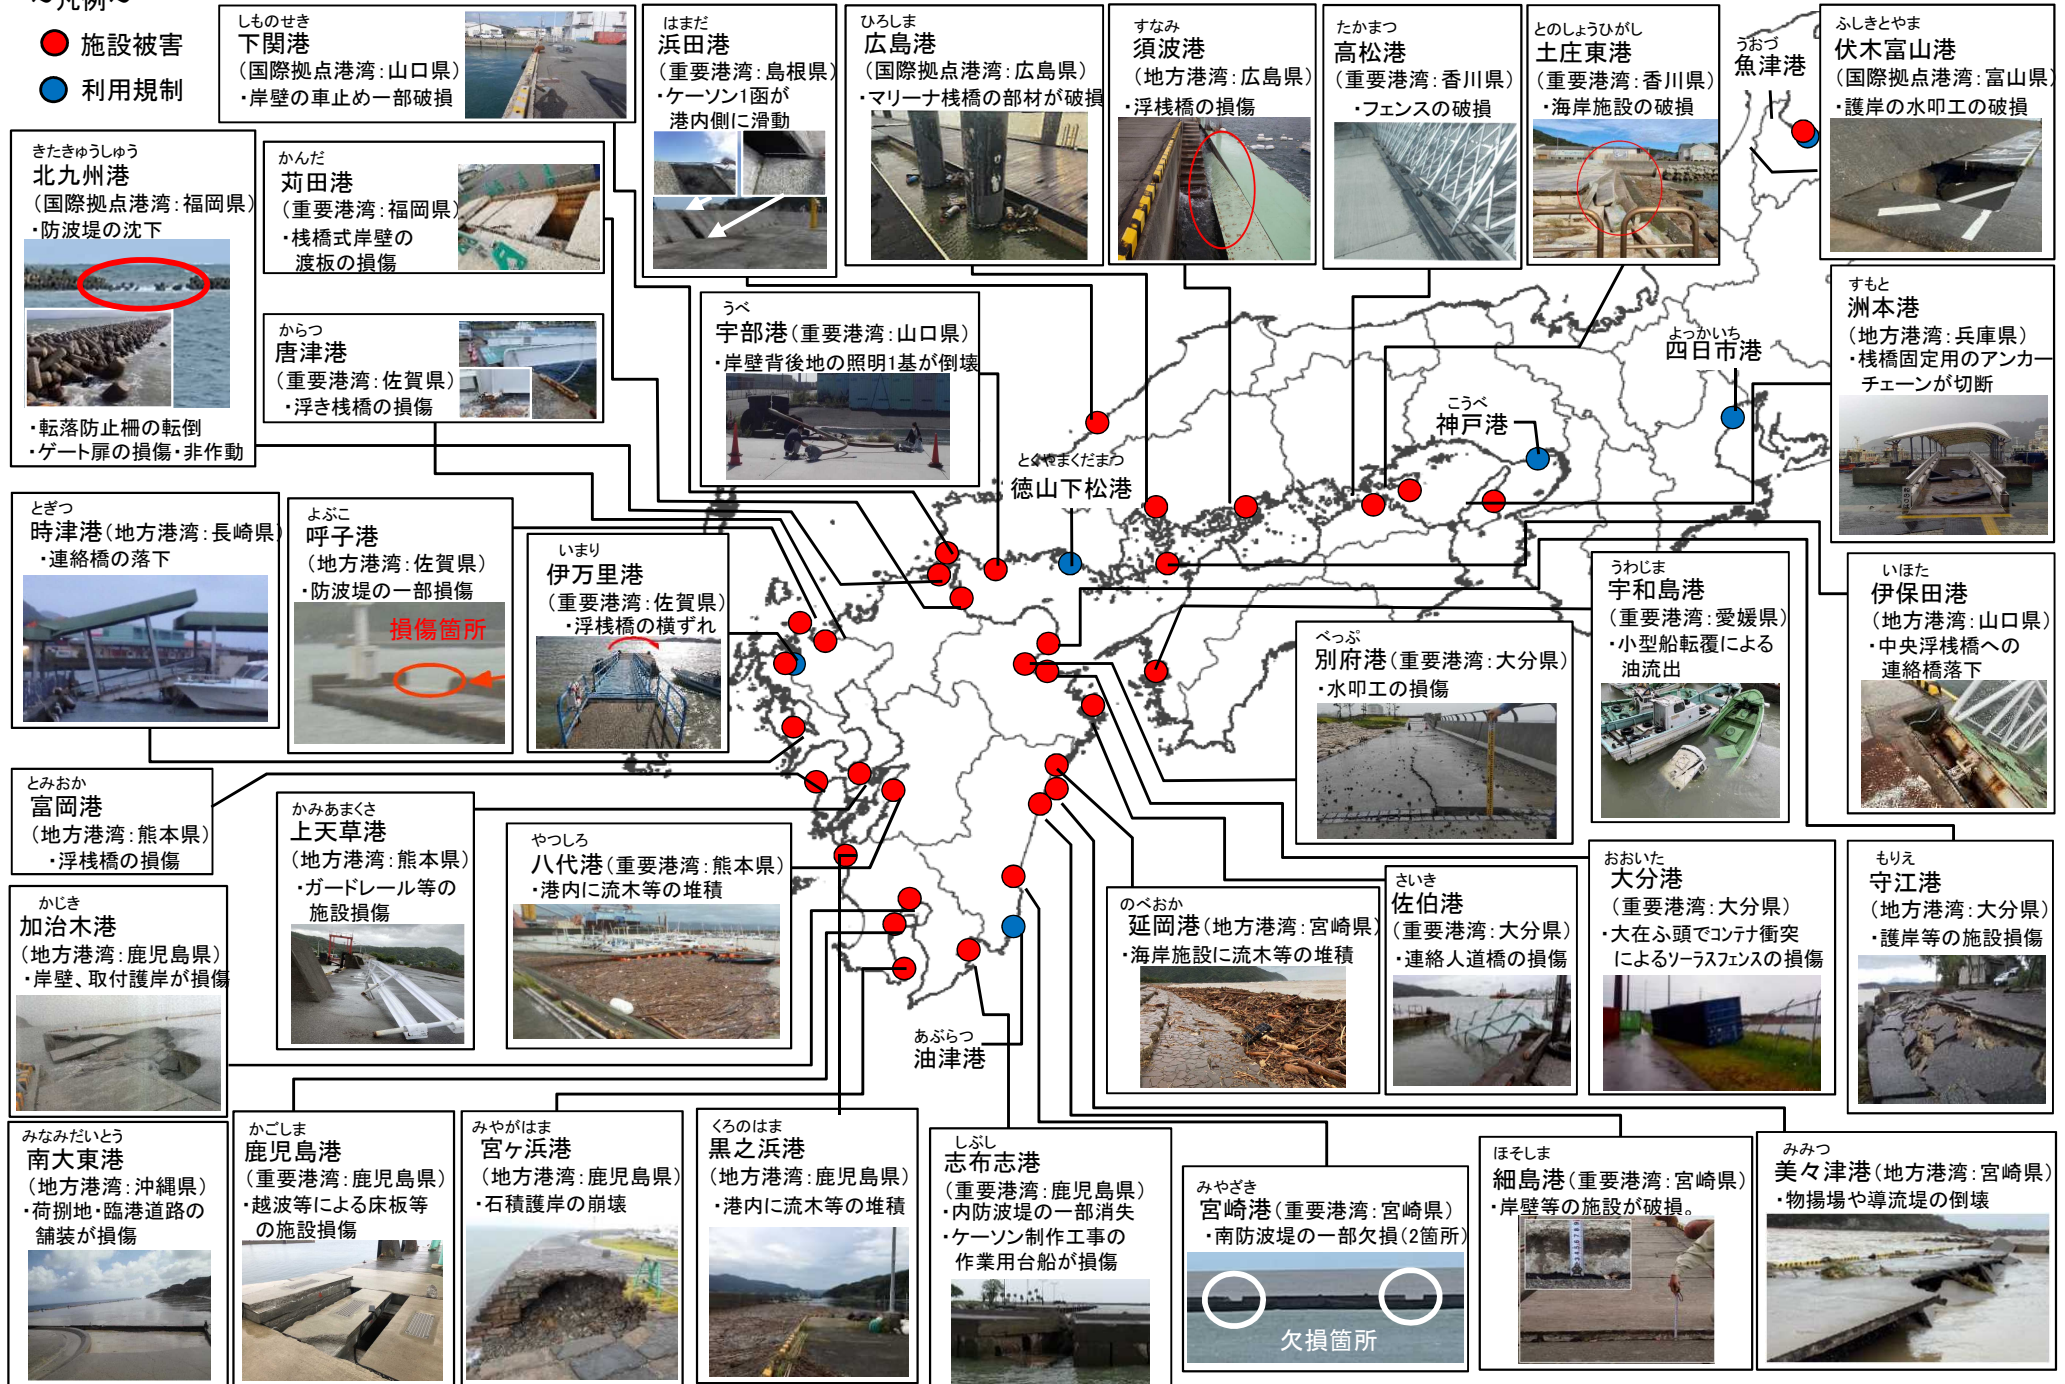 ～凡例～
施設被害
利用規制
しものせき
下関港
(国際拠点港湾:山口県)
・岸壁の車止め一部破損
はまだ
浜田港
(重要港湾:島根県)
・ケーソン1函が
港内側に滑動
ひろしま
広島港
(国際拠点港湾:広島県)
・マリーナ桟橋の部材が破損
すなみ
須波港
(地方港湾:広島県)
・浮桟橋の損傷
たかまつ
高松港
(重要港湾:香川県)
・フェンスの破損
とのしょうひがし
土庄東港
(重要港湾:香川県)
・海岸施設の破損
うおづ
魚津港
ふしきとやま
伏木富山港
(国際拠点港湾:富山県)
・護岸の水叩工の破損
きたきゅうしゅう
北九州港
(国際拠点港湾:福岡県)
・防波堤の沈下
・転落防止柵の転倒
・ゲート扉の損傷・非作動
かんだ
苅田港
(重要港湾:福岡県)
・桟橋式岸壁の
渡板の損傷
からつ
唐津港
(重要港湾:佐賀県)
・浮き桟橋の損傷
うべ
宇部港(重要港湾:山口県)
・岸壁背後地の照明1基が倒壊
すもと
洲本港
(地方港湾:兵庫県)
・桟橋固定用のアンカー
チェーンが切断
よっかいち
四日市港
こうべ
神戸港
とくやまくだまつ
徳山下松港
とぎつ
時津港(地方港湾:長崎県)
・連絡橋の落下
よぶこ
呼子港
(地方港湾:佐賀県)
・防波堤の一部損傷
損傷箇所
いまり
伊万里港
(重要港湾:佐賀県)
・浮桟橋の横ずれ
うわじま
宇和島港
(重要港湾:愛媛県)
・小型船転覆による
油流出
いほた
伊保田港
(地方港湾:山口県)
・中央浮桟橋への
連絡橋落下
べっぷ
別府港(重要港湾:大分県)
・水叩工の損傷
とみおか
富岡港
(地方港湾:熊本県)
・浮桟橋の損傷
かみあまくさ
上天草港
(地方港湾:熊本県)
・ガードレール等の
施設損傷
やつしろ
八代港(重要港湾:熊本県)
・港内に流木等の堆積
のべおか
延岡港(地方港湾:宮崎県)
・海岸施設に流木等の堆積
さいき
佐伯港
(重要港湾:大分県)
・連絡人道橋の損傷
おおいた
大分港
(重要港湾:大分県)
・大在ふ頭でコンテナ衝突
によるソーラスフェンスの損傷
もりえ
守江港
(地方港湾:大分県)
・護岸等の施設損傷
かじき
加治木港
(地方港湾:鹿児島県)
・岸壁、取付護岸が損傷
あぶらつ
油津港
みなみだいとう
南大東港
(地方港湾:沖縄県)
・荷捌地・臨港道路の
舗装が損傷
かごしま
鹿児島港
(重要港湾:鹿児島県)
・越波等による床板等
の施設損傷
みやがはま
宮ヶ浜港
(地方港湾:鹿児島県)
・石積護岸の崩壊
くろのはま
黒之浜港
(地方港湾:鹿児島県)
・港内に流木等の堆積
しぶし
志布志港
(重要港湾:鹿児島県)
・内防波堤の一部消失
・ケーソン制作工事の
作業用台船が損傷
みやざき
宮崎港(重要港湾:宮崎県)
・南防波堤の一部欠損(2箇所)
欠損箇所
ほそしま
細島港(重要港湾:宮崎県)
・岸壁等の施設が破損。
みみつ
美々津港(地方港湾:宮崎県)
・物揚場や導流堤の倒壊